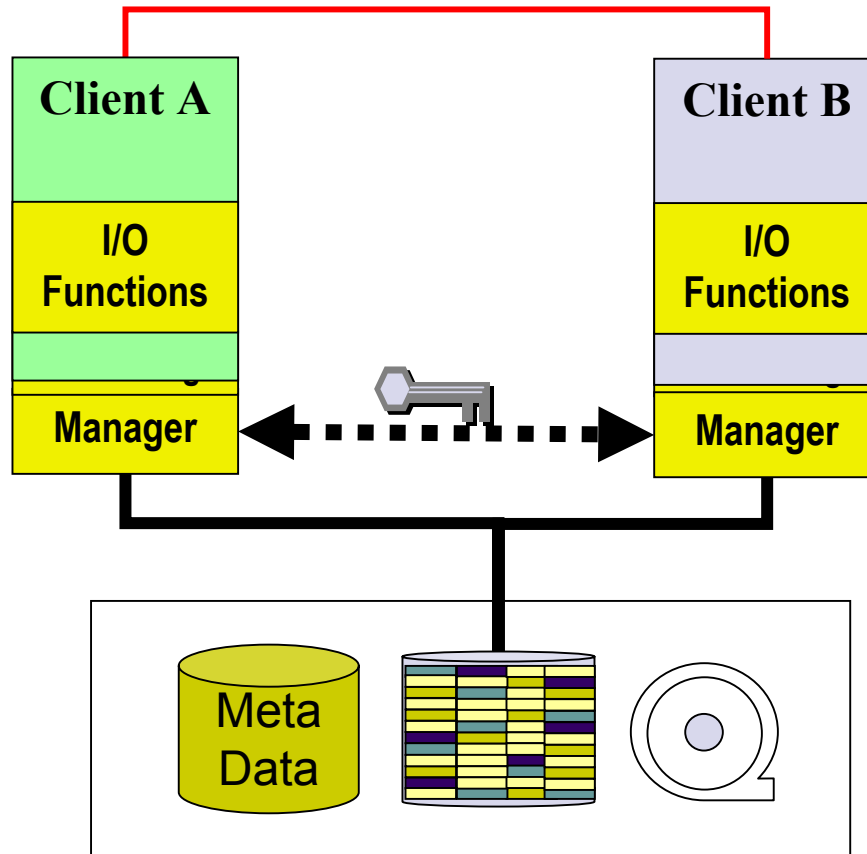 Client A
Client B
I/O
Functions
I/O
Functions
Manager
Manager
Meta
Data